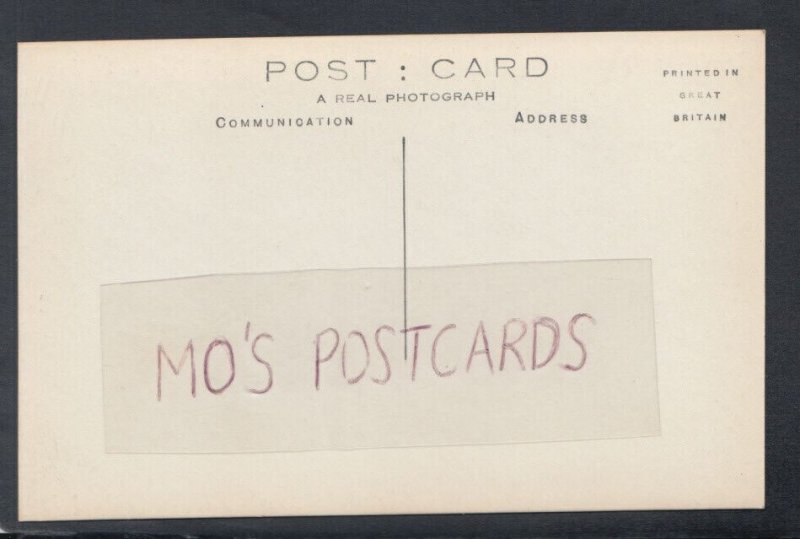 POST : CARD
A REAL PHOTOGRAPH
COMMUNICATION
ADDRESS
PRINTED IN
GREAT
BRITAIN
MO'S POSTCARDS